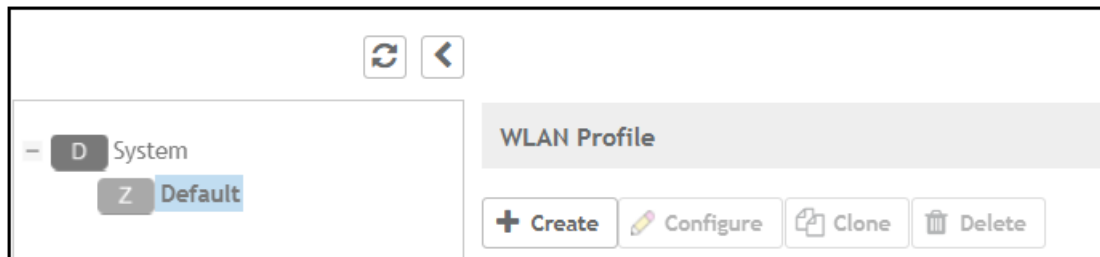 D System
Z Default
WLAN Profile
Create Configure Clone Delete